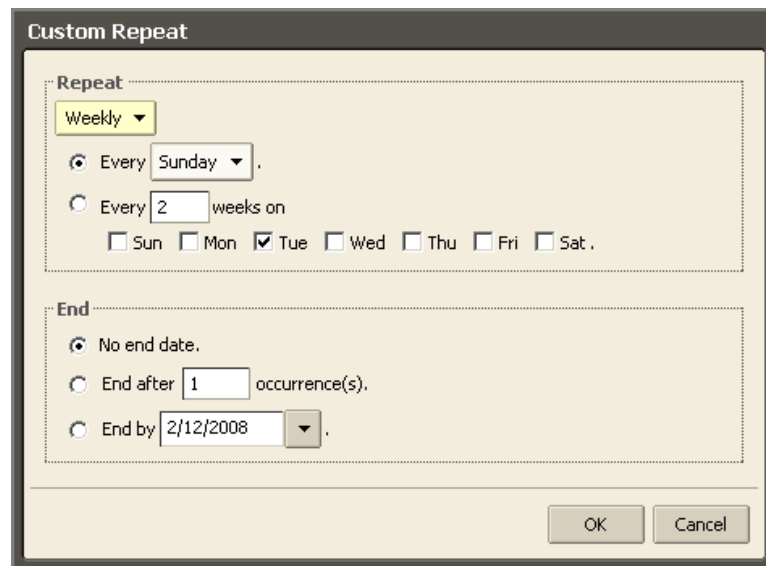 Custom Repeat
Repeat
Weekly
Every Sunday .
Every 2 weeks on
Sun Mon Tue Wed Thu Fri Sat .
End
No end date.
End after 1 occurrence(s).
End by 2/12/2008 .
OK Cancel